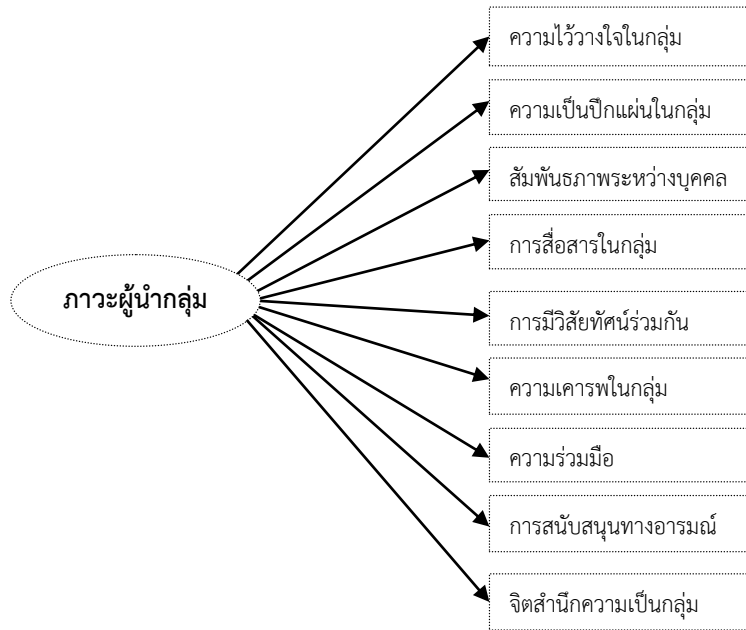 ความไว้วางใจในกลุ่ม
ความเป็นปึกแผ่นในกลุ่ม
สัมพันธภาพระหว่างบุคคล
การสื่อสารในกลุ่ม
ภาวะผู้นำกลุ่ม
การมีวิสัยทัศน์ร่วมกัน
ความเคารพในกลุ่ม
ความร่วมมือ
การสนับสนุนทางอารมณ์
จิตสำนึกความเป็นกลุ่ม